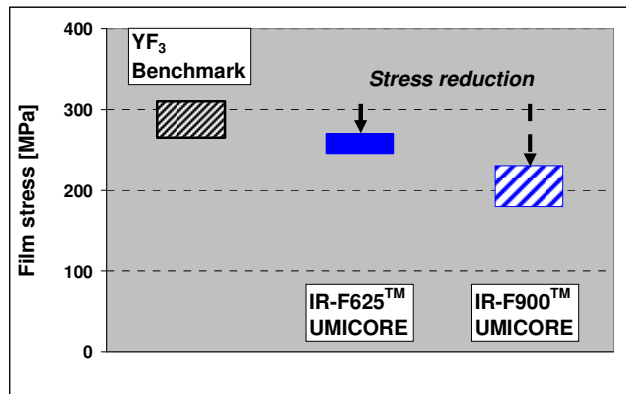 Film stress [MPa]
400
300
200
100
0
YF₃
Benchmark
Stress reduction
IR-F625™
UMICORE
IR-F900™
UMICORE